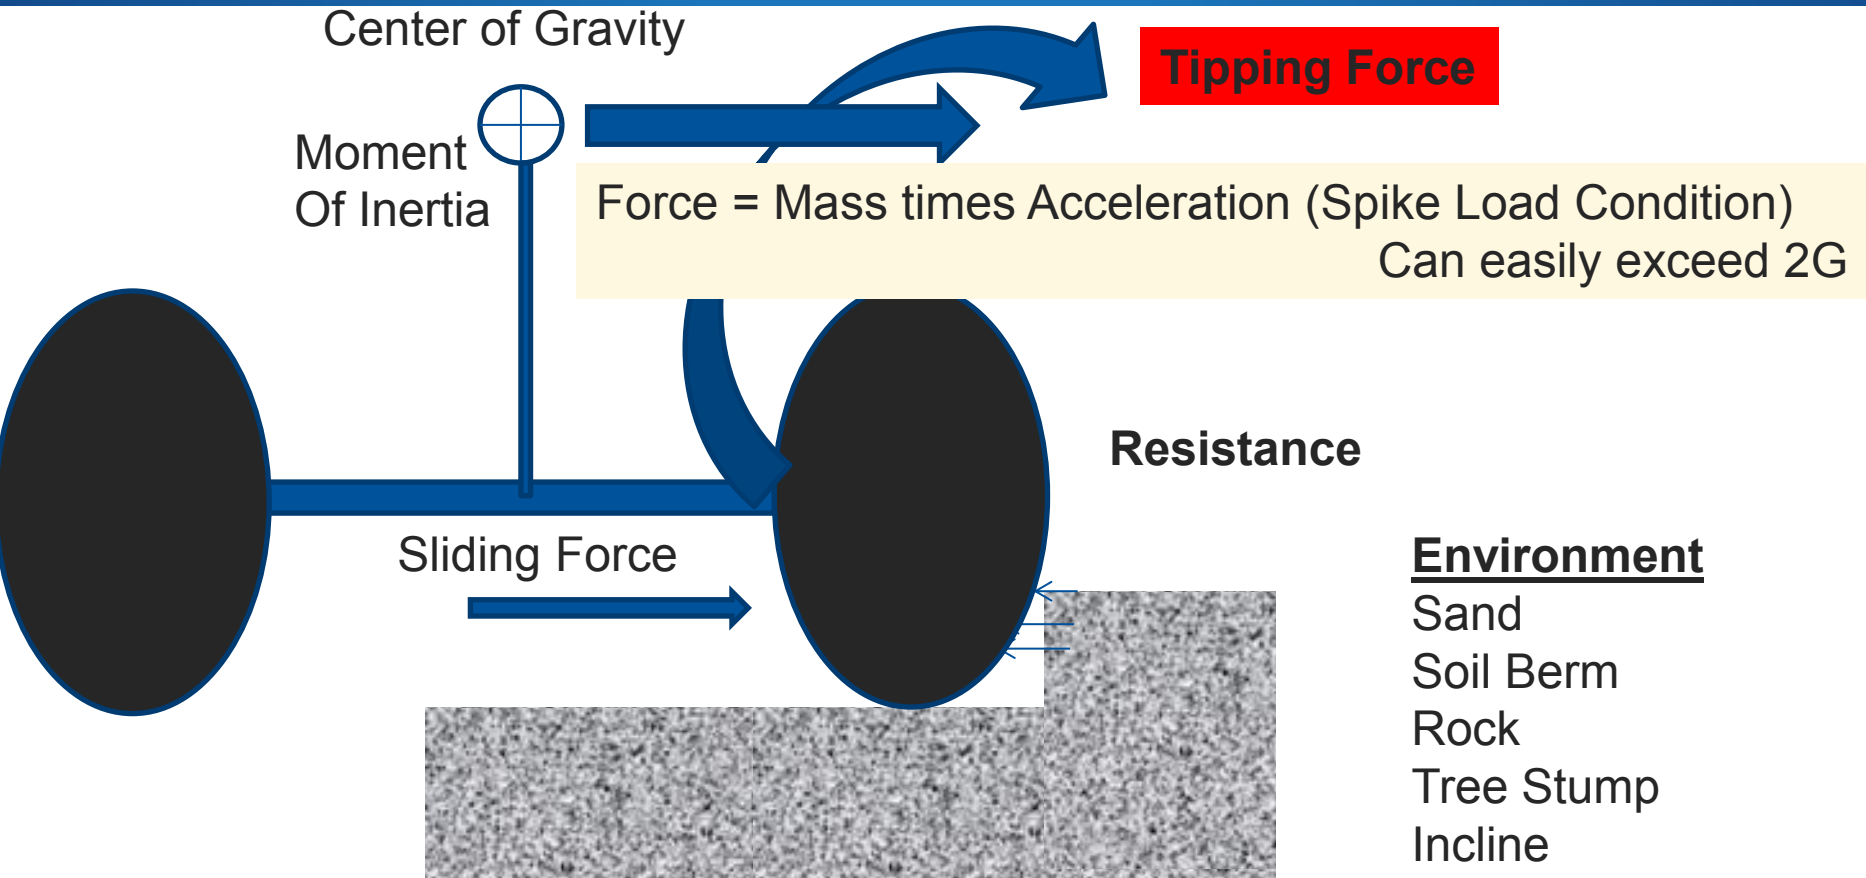 Center of Gravity
Tipping Force
Moment
Of Inertia
Force = Mass times Acceleration (Spike Load Condition)
Can easily exceed 2G
Resistance
Sliding Force
Environment
Sand
Soil Berm
Rock
Tree Stump
Incline